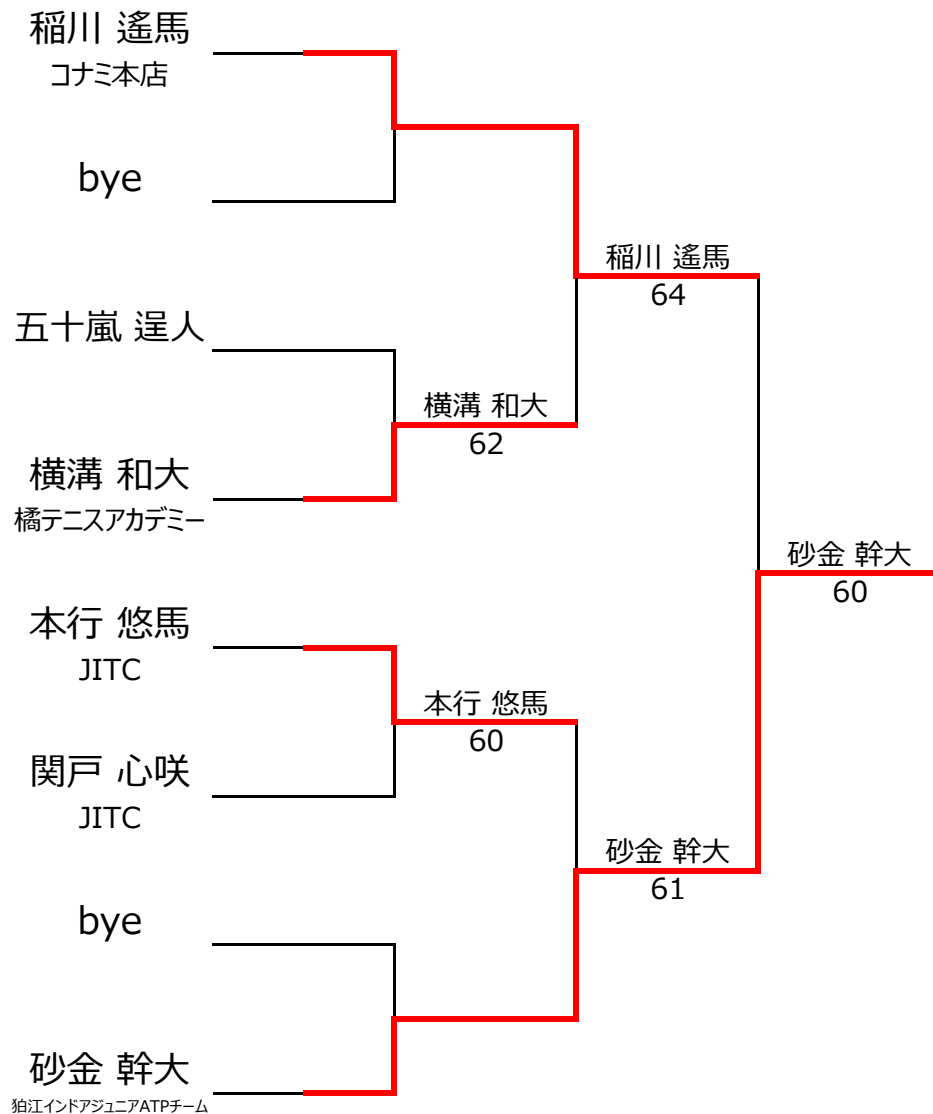 稲川 遙馬
コナミ本店
bye
稲川 遙馬
64
五十嵐 逞人
横溝 和大
62
横溝 和大
橘テニスアカデミー
砂金 幹大
60
本行 悠馬
JITC
本行 悠馬
60
関戸 心咲
JITC
砂金 幹大
61
bye
砂金 幹大
狛江インドアジュニアATPチーム